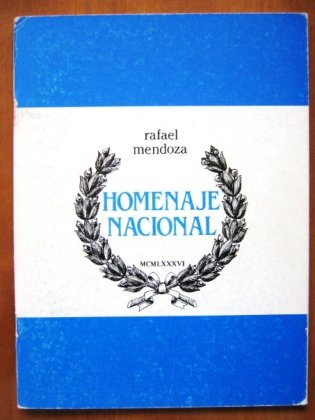 rafael
mendoza
HOMENAJE
NACIONAL
MCMLXXXVI